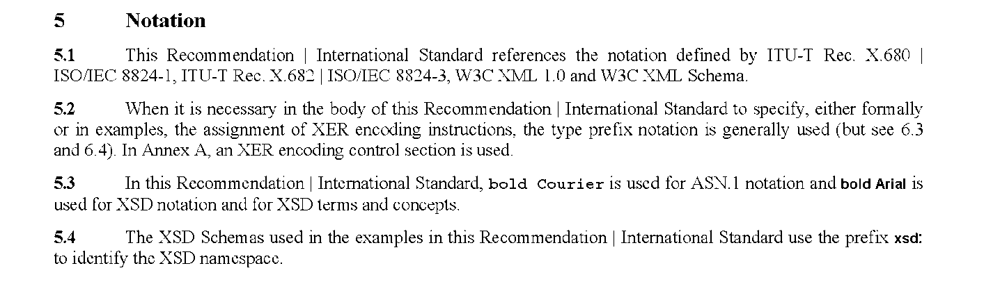 5 Notation
5.1 This Recommendation | International Standard references the notation defined by ITU-T Rec. X.680 |
ISO/IEC 8824-1, ITU-T Rec. X.682 | ISO/IEC 8824-3, W3C XML 1.0 and W3C XML Schema.
5.2 When it is necessary in the body of this Recommendation | International Standard to specify, either formally
or in examples, the assignment of XER encoding instructions, the type prefix notation is generally used (but see 6.3
and 6.4). In Annex A, an XER encoding control section is used.
5.3 In this Recommendation | International Standard, bold Courier is used for ASN.1 notation and bold Arial is
used for XSD notation and for XSD terms and concepts.
5.4 The XSD Schemas used in the examples in this Recommendation | International Standard use the prefix xsd:
to identify the XSD namespace.